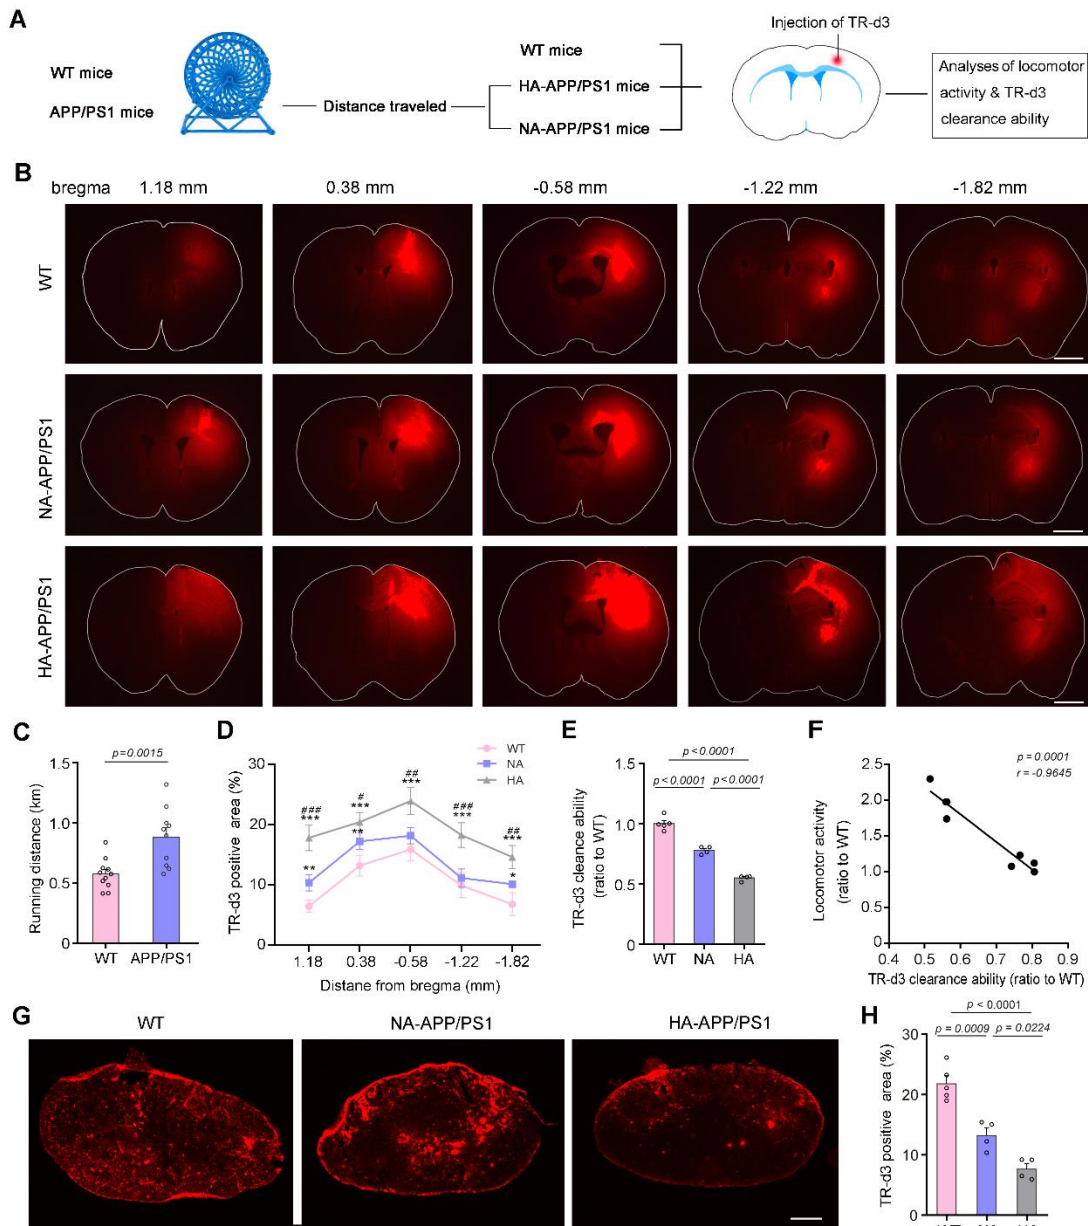 A
WT mice
APP/PS1 mice
Distance traveled
WT mice
HA-APP/PS1 mice
NA-APP/PS1 mice
Injection of TR-d3
Analyses of locomotor
activity & TR-d3
clearance ability
B
bregma 1.18 mm 0.38 mm -0.58 mm -1.22 mm -1.82 mm
WT
NA-APP/PS1
HA-APP/PS1
C
p=0.0015
Running distance (km)
1.5
1.0
0.5
0
WT APP/PS1
D
TR-d3 positive area (%)
30
20
10
0
WT
NA
HA
###
***
**
#
***
**
##
***
###
***
##
***
*
1.18 0.38 -0.58 -1.22 -1.82
Distane from bregma (mm)
E
p<0.0001
p<0.0001 p<0.0001
TR-d3 clearance ability
(ratio to WT)
1.5
1.0
0.5
0
WT NA HA
F
p=0.0001
r = -0.9645
Locomotor activity
(ratio to WT)
2.5
2.0
1.5
1.0
0.5
0
0.4 0.5 0.6 0.7 0.8 0.9
TR-d3 clearance ability (ratio to WT)
G
WT NA-APP/PS1 HA-APP/PS1
H
p < 0.0001
p = 0.0009 p = 0.0224
TR-d3 positive area (%)
30
20
10
0